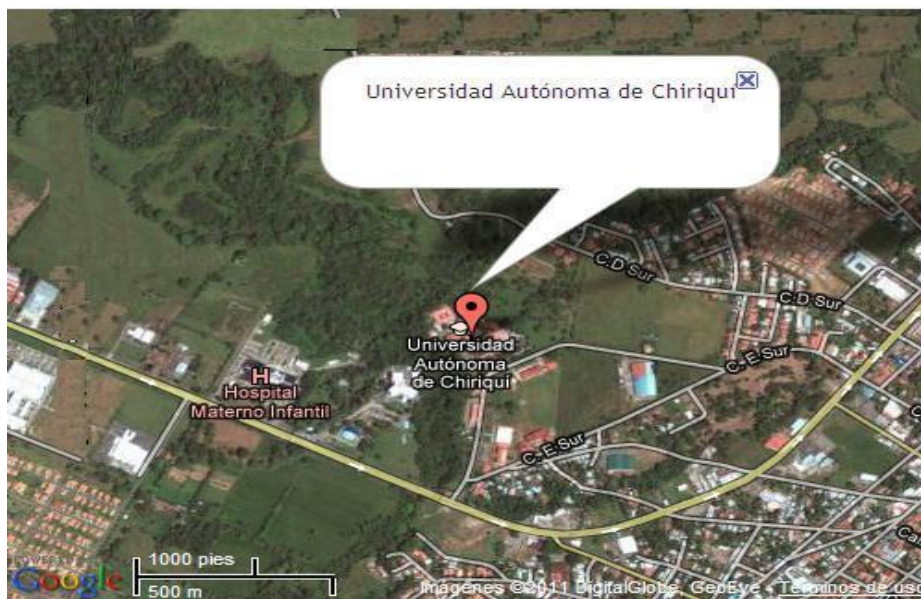 Universidad Autónoma de Chiriquí
C.D Sur
C.D Sur
Universidad
Autónoma
de Chiriquí
C. E Sur
H
Hospital
Materno Infantil
C. E Sur
1000 pies
Google
500 m
Imágenes ©2011 DigitalGlobe, GeoEye - Términos de uso